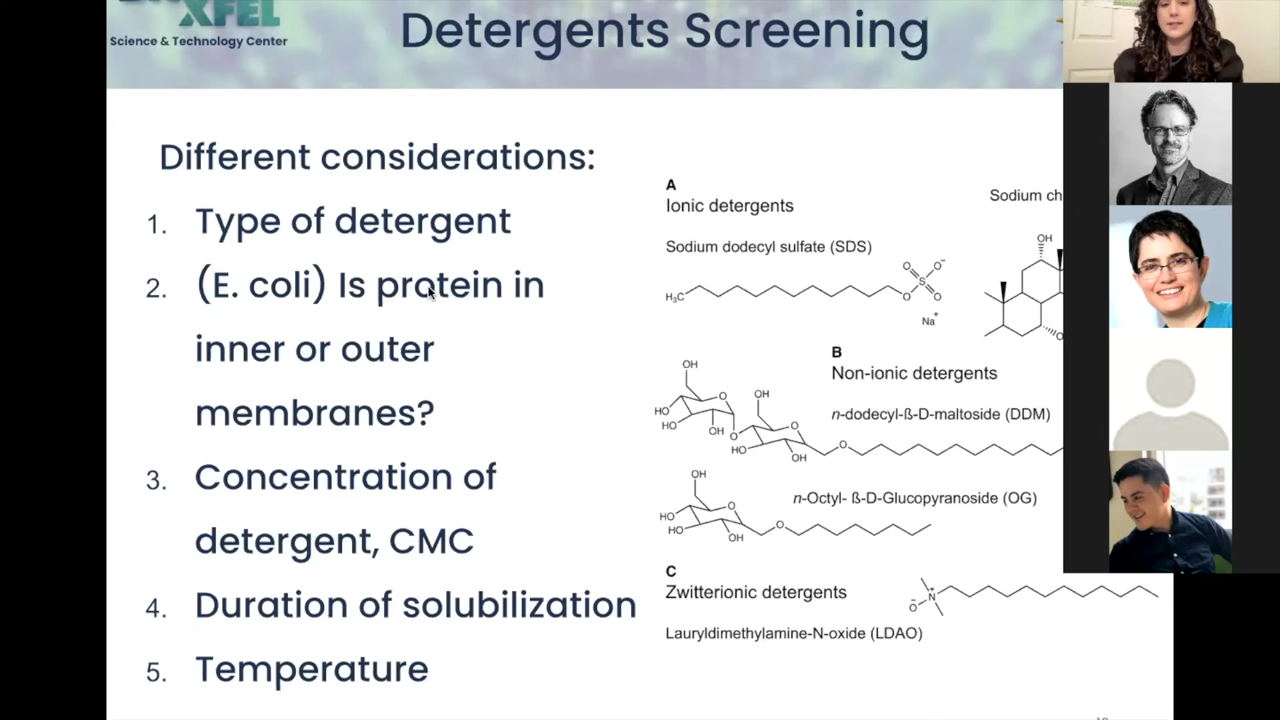 XFEL
Science & Technology Center
Detergents Screening
Different considerations:
1. Type of detergent
2. (E. coli) Is protein in
inner or outer
membranes?
3. Concentration of
detergent, CMC
4. Duration of solubilization
5. Temperature
A
Ionic detergents
Sodium ch
Sodium dodecyl sulfate (SDS)
OH
O O⁻
S
H₃C O O
Na⁺
O
B
Non-ionic detergents
n-dodecyl-ß-D-maltoside (DDM)
OH
O OH
HO
HO OH O O
HO OH O
n-Octyl- ß-D-Glucopyranoside (OG)
OH
O
HO
HO OH O
C
Zwitterionic detergents
O⁻ N⁺
Lauryldimethylamine-N-oxide (LDAO)